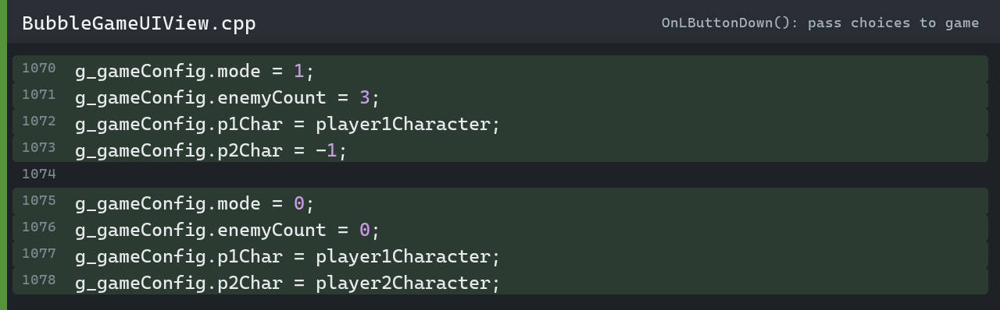 BubbleGameUIView.cpp
OnLButtonDown(): pass choices to game
1070 g_gameConfig.mode = 1;
1071 g_gameConfig.enemyCount = 3;
1072 g_gameConfig.p1Char = player1Character;
1073 g_gameConfig.p2Char = -1;
1074
1075 g_gameConfig.mode = 0;
1076 g_gameConfig.enemyCount = 0;
1077 g_gameConfig.p1Char = player1Character;
1078 g_gameConfig.p2Char = player2Character;